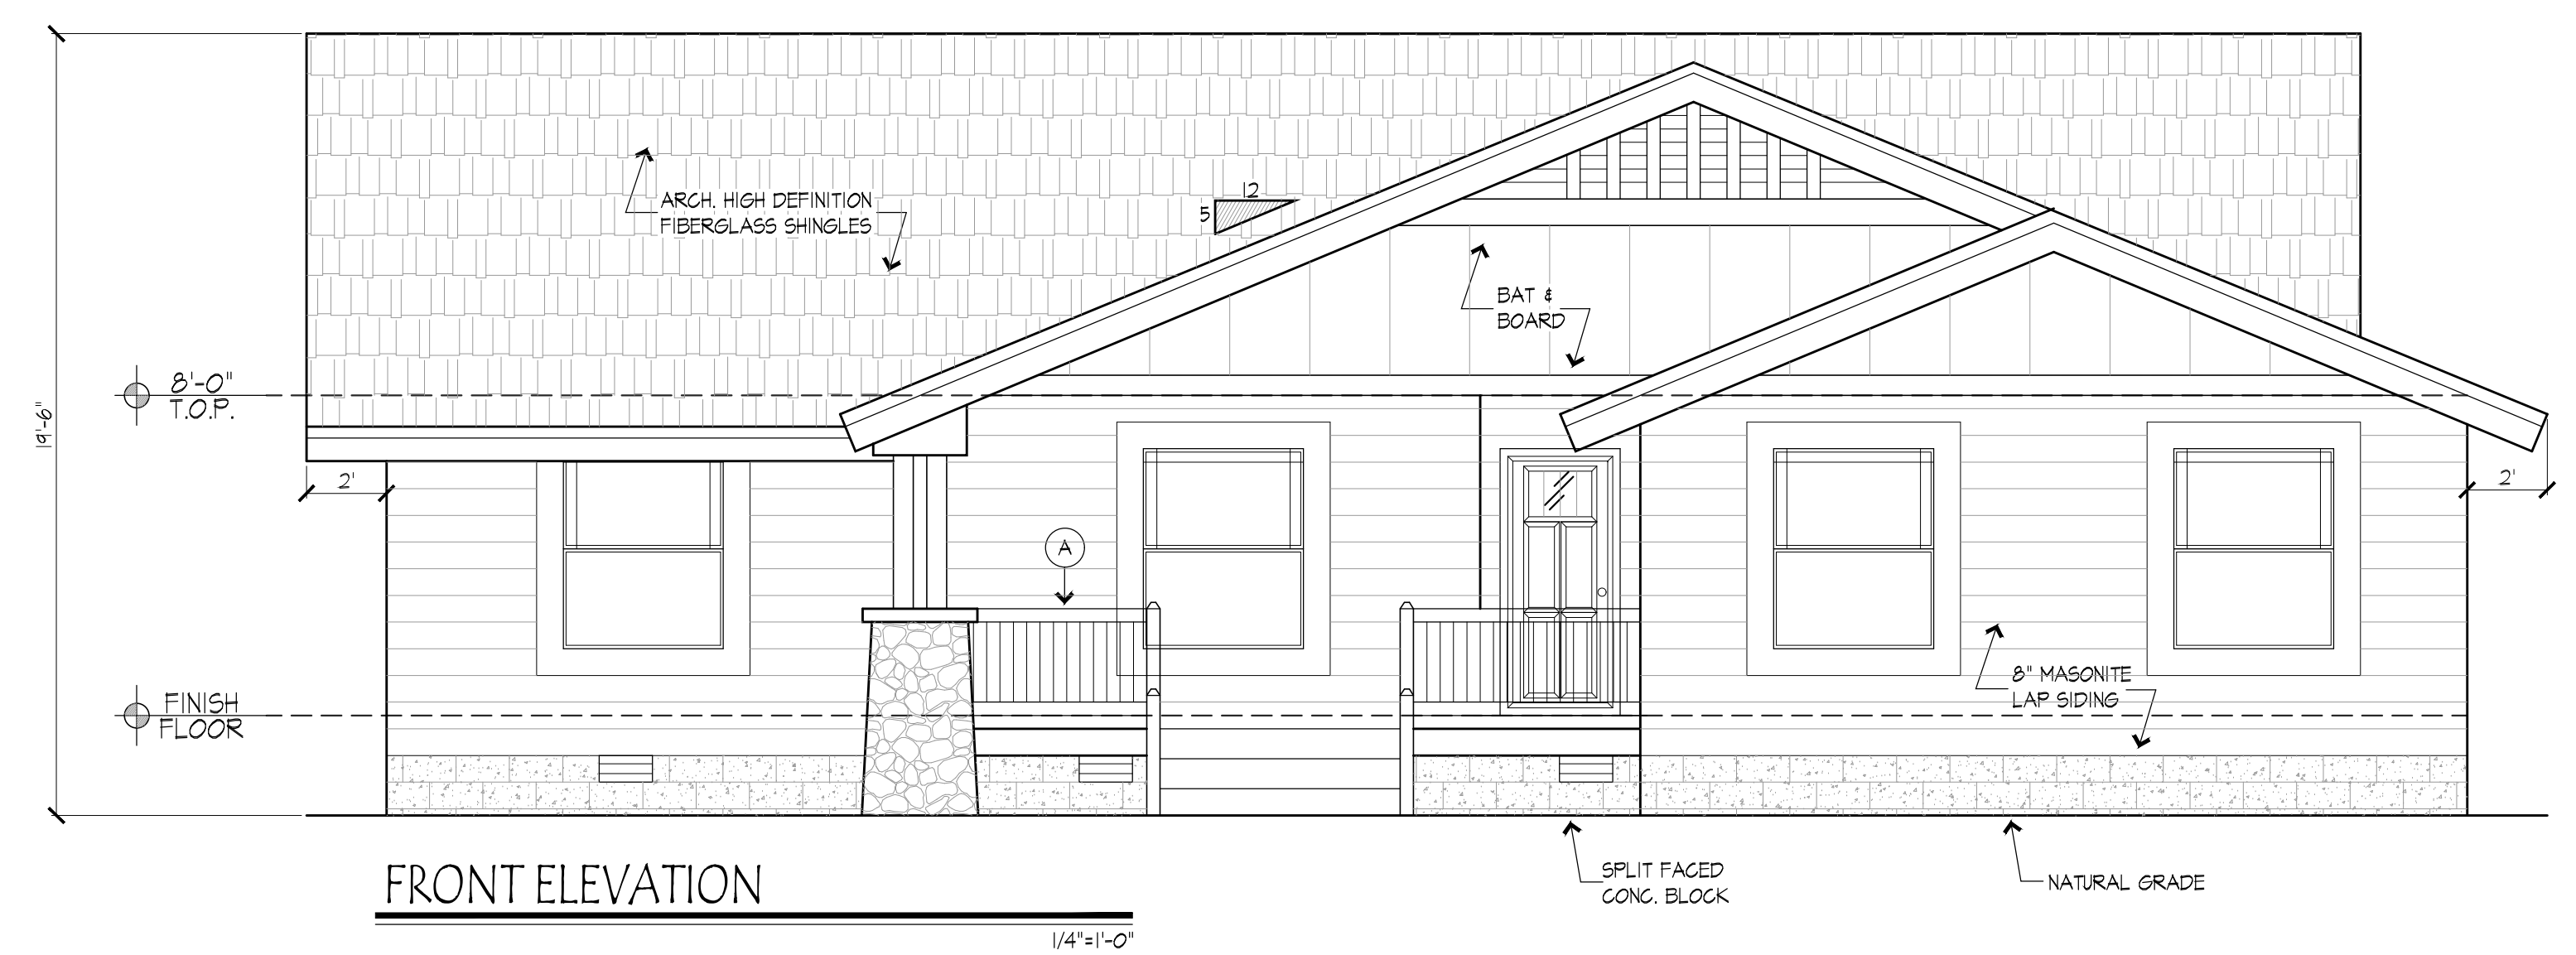 12
5
ARCH. HIGH DEFINITION
FIBERGLASS SHINGLES
BAT &
BOARD
8'-0"
T.O.P.
19'-6"
2'
2'
A
8" MASONITE
LAP SIDING
FINISH
FLOOR
SPLIT FACED
CONC. BLOCK
NATURAL GRADE
FRONT ELEVATION
1/4"=1'-0"